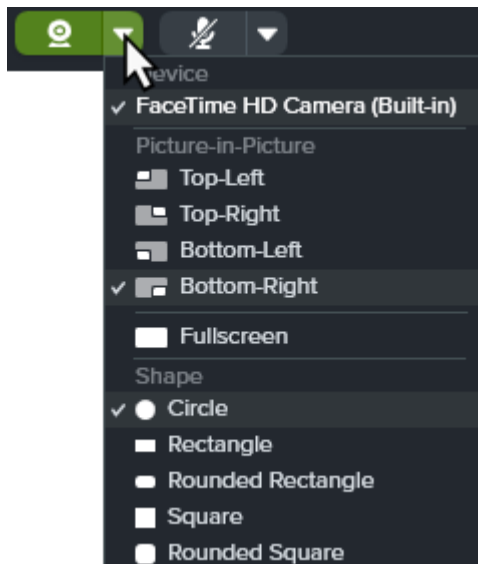 Device
FaceTime HD Camera (Built-in)
Picture-in-Picture
Top-Left
Top-Right
Bottom-Left
Bottom-Right
Fullscreen
Shape
Circle
Rectangle
Rounded Rectangle
Square
Rounded Square